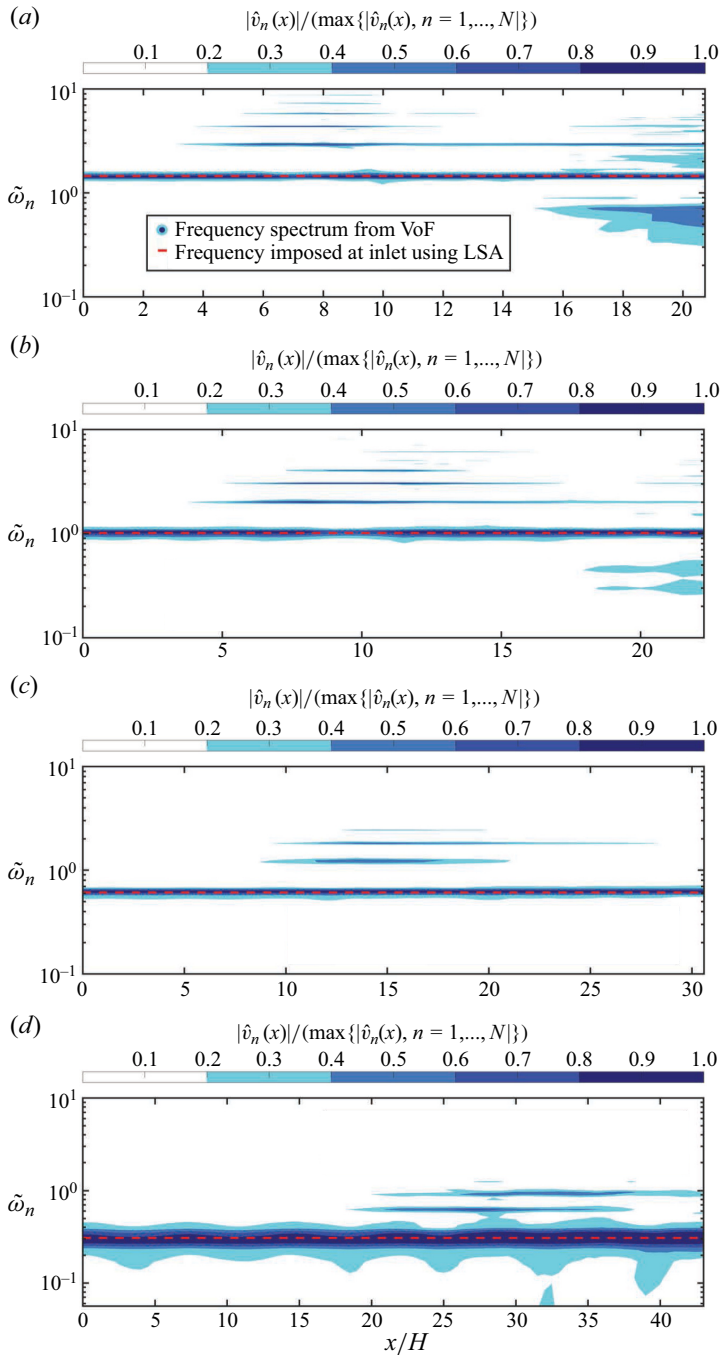 (a)
|v̂ₙ(x)|/(max{|v̂ₙ(x), n = 1,..., N|})
0.1 0.2 0.3 0.4 0.5 0.6 0.7 0.8 0.9 1.0
10¹
ω̃ₙ 10⁰
Frequency spectrum from VoF
Frequency imposed at inlet using LSA
10⁻¹
0 2 4 6 8 10 12 14 16 18 20
(b)
|v̂ₙ(x)|/(max{|v̂ₙ(x), n = 1,..., N|})
0.1 0.2 0.3 0.4 0.5 0.6 0.7 0.8 0.9 1.0
10¹
ω̃ₙ 10⁰
10⁻¹
0 5 10 15 20
(c)
|v̂ₙ(x)|/(max{|v̂ₙ(x), n = 1,..., N|})
0.1 0.2 0.3 0.4 0.5 0.6 0.7 0.8 0.9 1.0
10¹
ω̃ₙ 10⁰
10⁻¹
0 5 10 15 20 25 30
(d)
|v̂ₙ(x)|/(max{|v̂ₙ(x), n = 1,..., N|})
0.1 0.2 0.3 0.4 0.5 0.6 0.7 0.8 0.9 1.0
10¹
ω̃ₙ 10⁰
10⁻¹
0 5 10 15 20 25 30 35 40
x/H